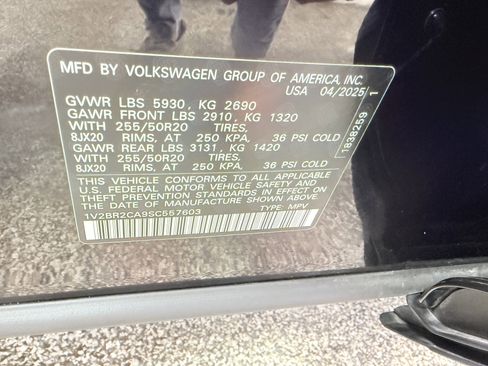 MFD BY VOLKSWAGEN GROUP OF AMERICA, INC.
USA 04/2025
GVWR LBS 5930, KG 2690
GAWR FRONT LBS 2910, KG 1320
WITH 255/50R20 TIRES,
8JX20 RIMS, AT 250 KPA, 36 PSI COLD
GAWR REAR LBS 3131, KG 1420
WITH 255/50R20 TIRES,
8JX20 RIMS, AT 250 KPA, 36 PSI COLD
THIS VEHICLE CONFORMS TO ALL APPLICABLE
U.S. FEDERAL MOTOR VEHICLE SAFETY AND
THEFT PREVENTION STANDARDS IN EFFECT ON
THE DATE OF MANUFACTURE SHOWN ABOVE.
1V2BR2CA9SC557603
TYPE: MPV
1838259 1